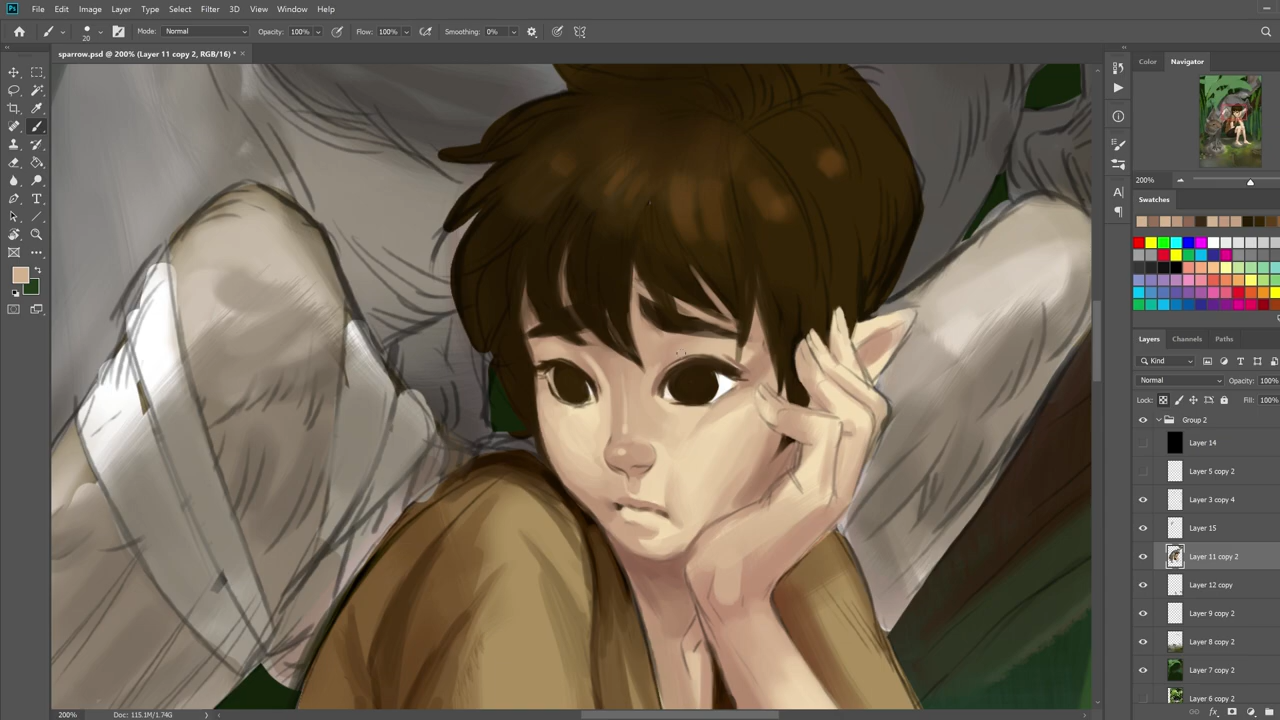 Ps File Edit Image Layer Type Select Filter 3D View Window Help
20 Mode: Normal Opacity: 100% Flow: 100% Smoothing: 0%
sparrow.psd @ 200% (Layer 11 copy 2, RGB/16) * ×
Color Navigator
200%
Swatches
Layers Channels Paths
Kind
Normal Opacity: 100%
Lock: Fill: 100%
Group 2
Layer 14
Layer 5 copy 2
Layer 3 copy 4
Layer 15
Layer 11 copy 2
Layer 12 copy
Layer 9 copy 2
Layer 8 copy 2
Layer 7 copy 2
Layer 6 copy 2
200% Doc: 115.1M/1.74G